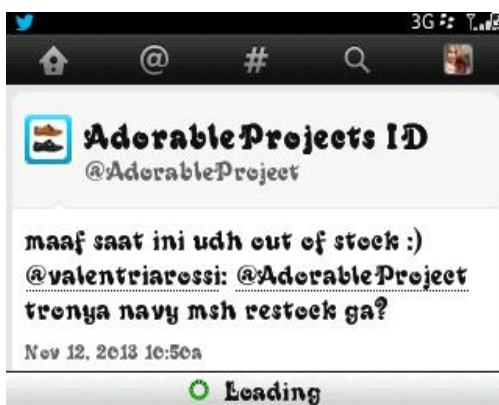 3G
@ #
AdorableProjects ID
@AdorableProject
maaf saat ini udh out of stock :)
@valentriarossi: @AdorableProject
tronya navy msh restock ga?
Nov 12, 2013 10:50a
Loading